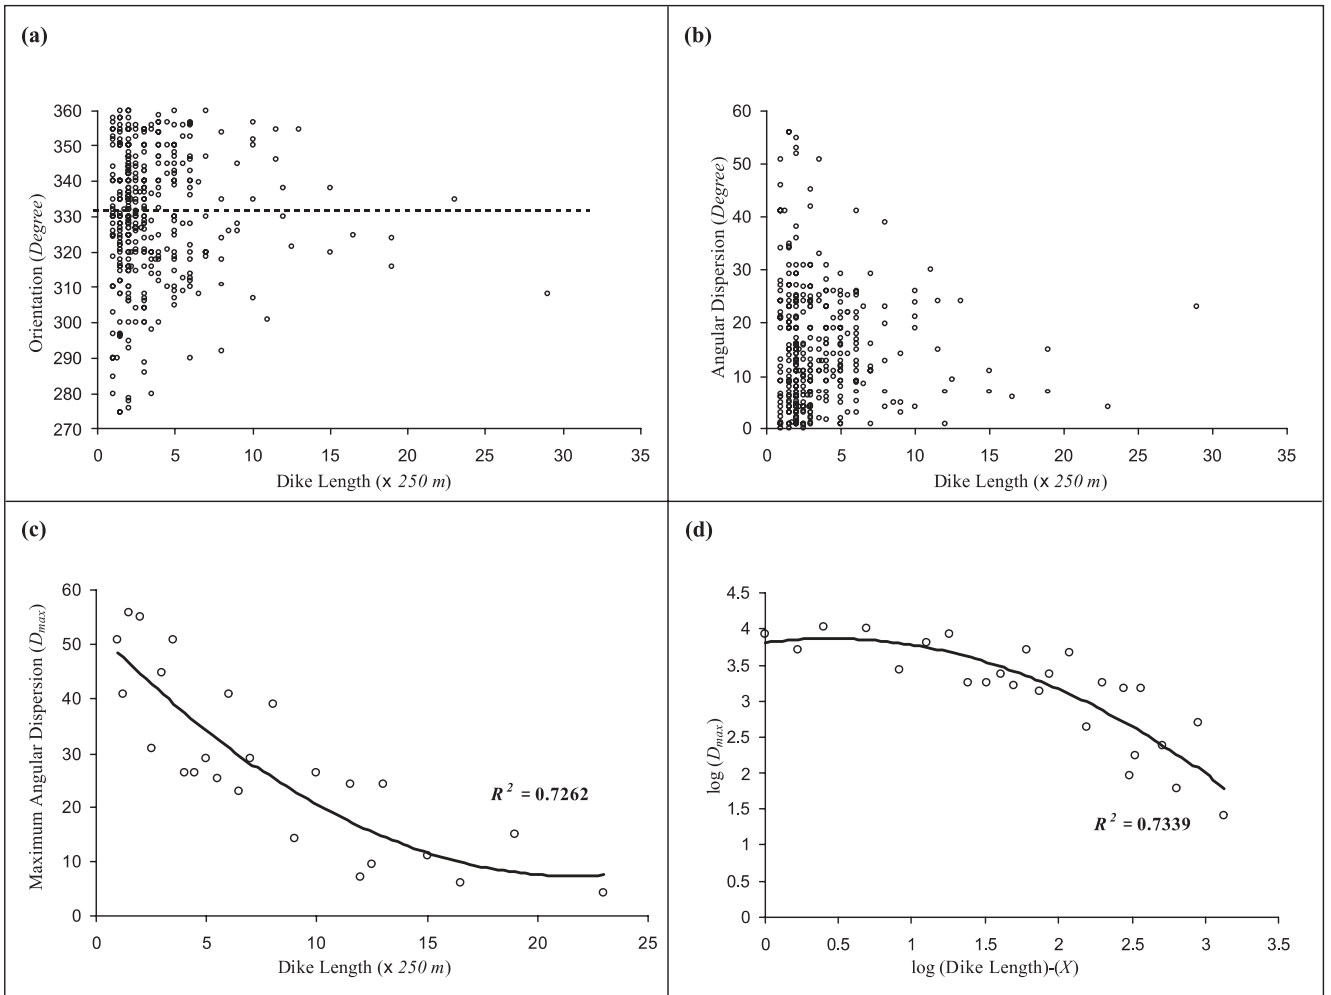 (a)
360
350
340
330
320
310
300
290
280
270
Orientation (Degree)
0 5 10 15 20 25 30 35
Dike Length (x 250 m)
(b)
60
50
40
30
20
10
0
Angular Dispersion (Degree)
0 5 10 15 20 25 30 35
Dike Length (x 250 m)
(c)
60
50
40
30
20
10
0
Maximum Angular Dispersion (Dmax)
R² = 0.7262
0 5 10 15 20 25
Dike Length (x 250 m)
(d)
4.5
4
3.5
3
2.5
2
1.5
1
0.5
0
log (Dmax)
R² = 0.7339
0 0.5 1 1.5 2 2.5 3 3.5
log (Dike Length)-(X)